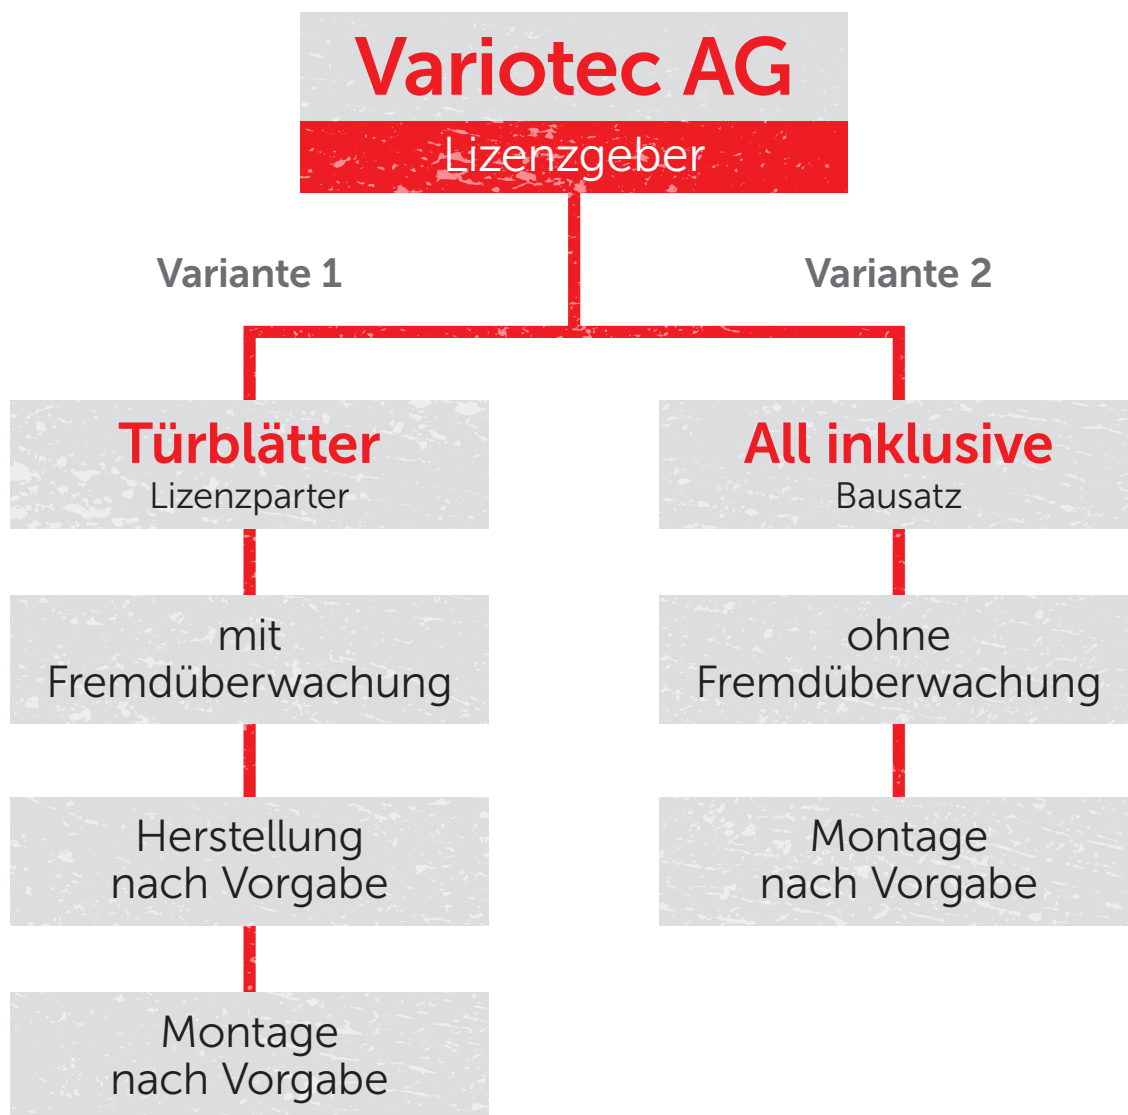 Variotec AG
Lizenzgeber
Variante 1
Variante 2
Türblätter
Lizenzparter
mit
Fremdüberwachung
Herstellung
nach Vorgabe
Montage
nach Vorgabe
All inklusive
Bausatz
ohne
Fremdüberwachung
Montage
nach Vorgabe